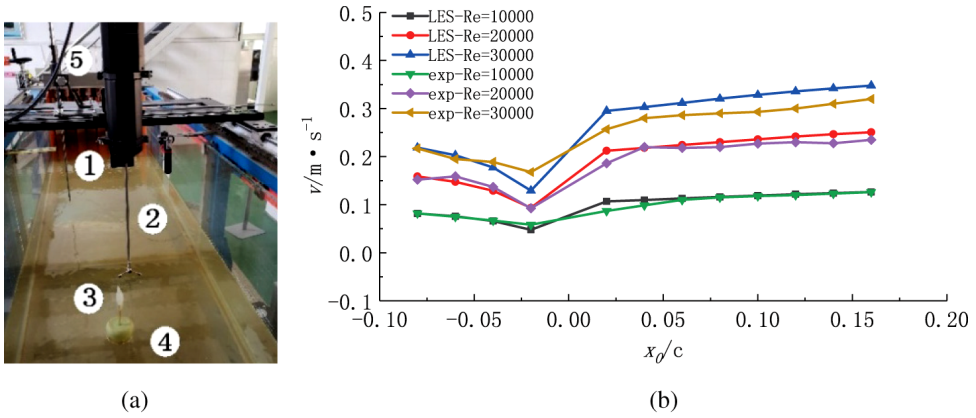 5
1
2
3
4
(a)
LES-Re=10000
LES-Re=20000
LES-Re=30000
exp-Re=10000
exp-Re=20000
exp-Re=30000
0.5
0.4
0.3
0.2
0.1
0.0
-0.1
v/m • s⁻¹
-0.10 -0.05 0.00 0.05 0.10 0.15 0.20
x₀/c
(b)